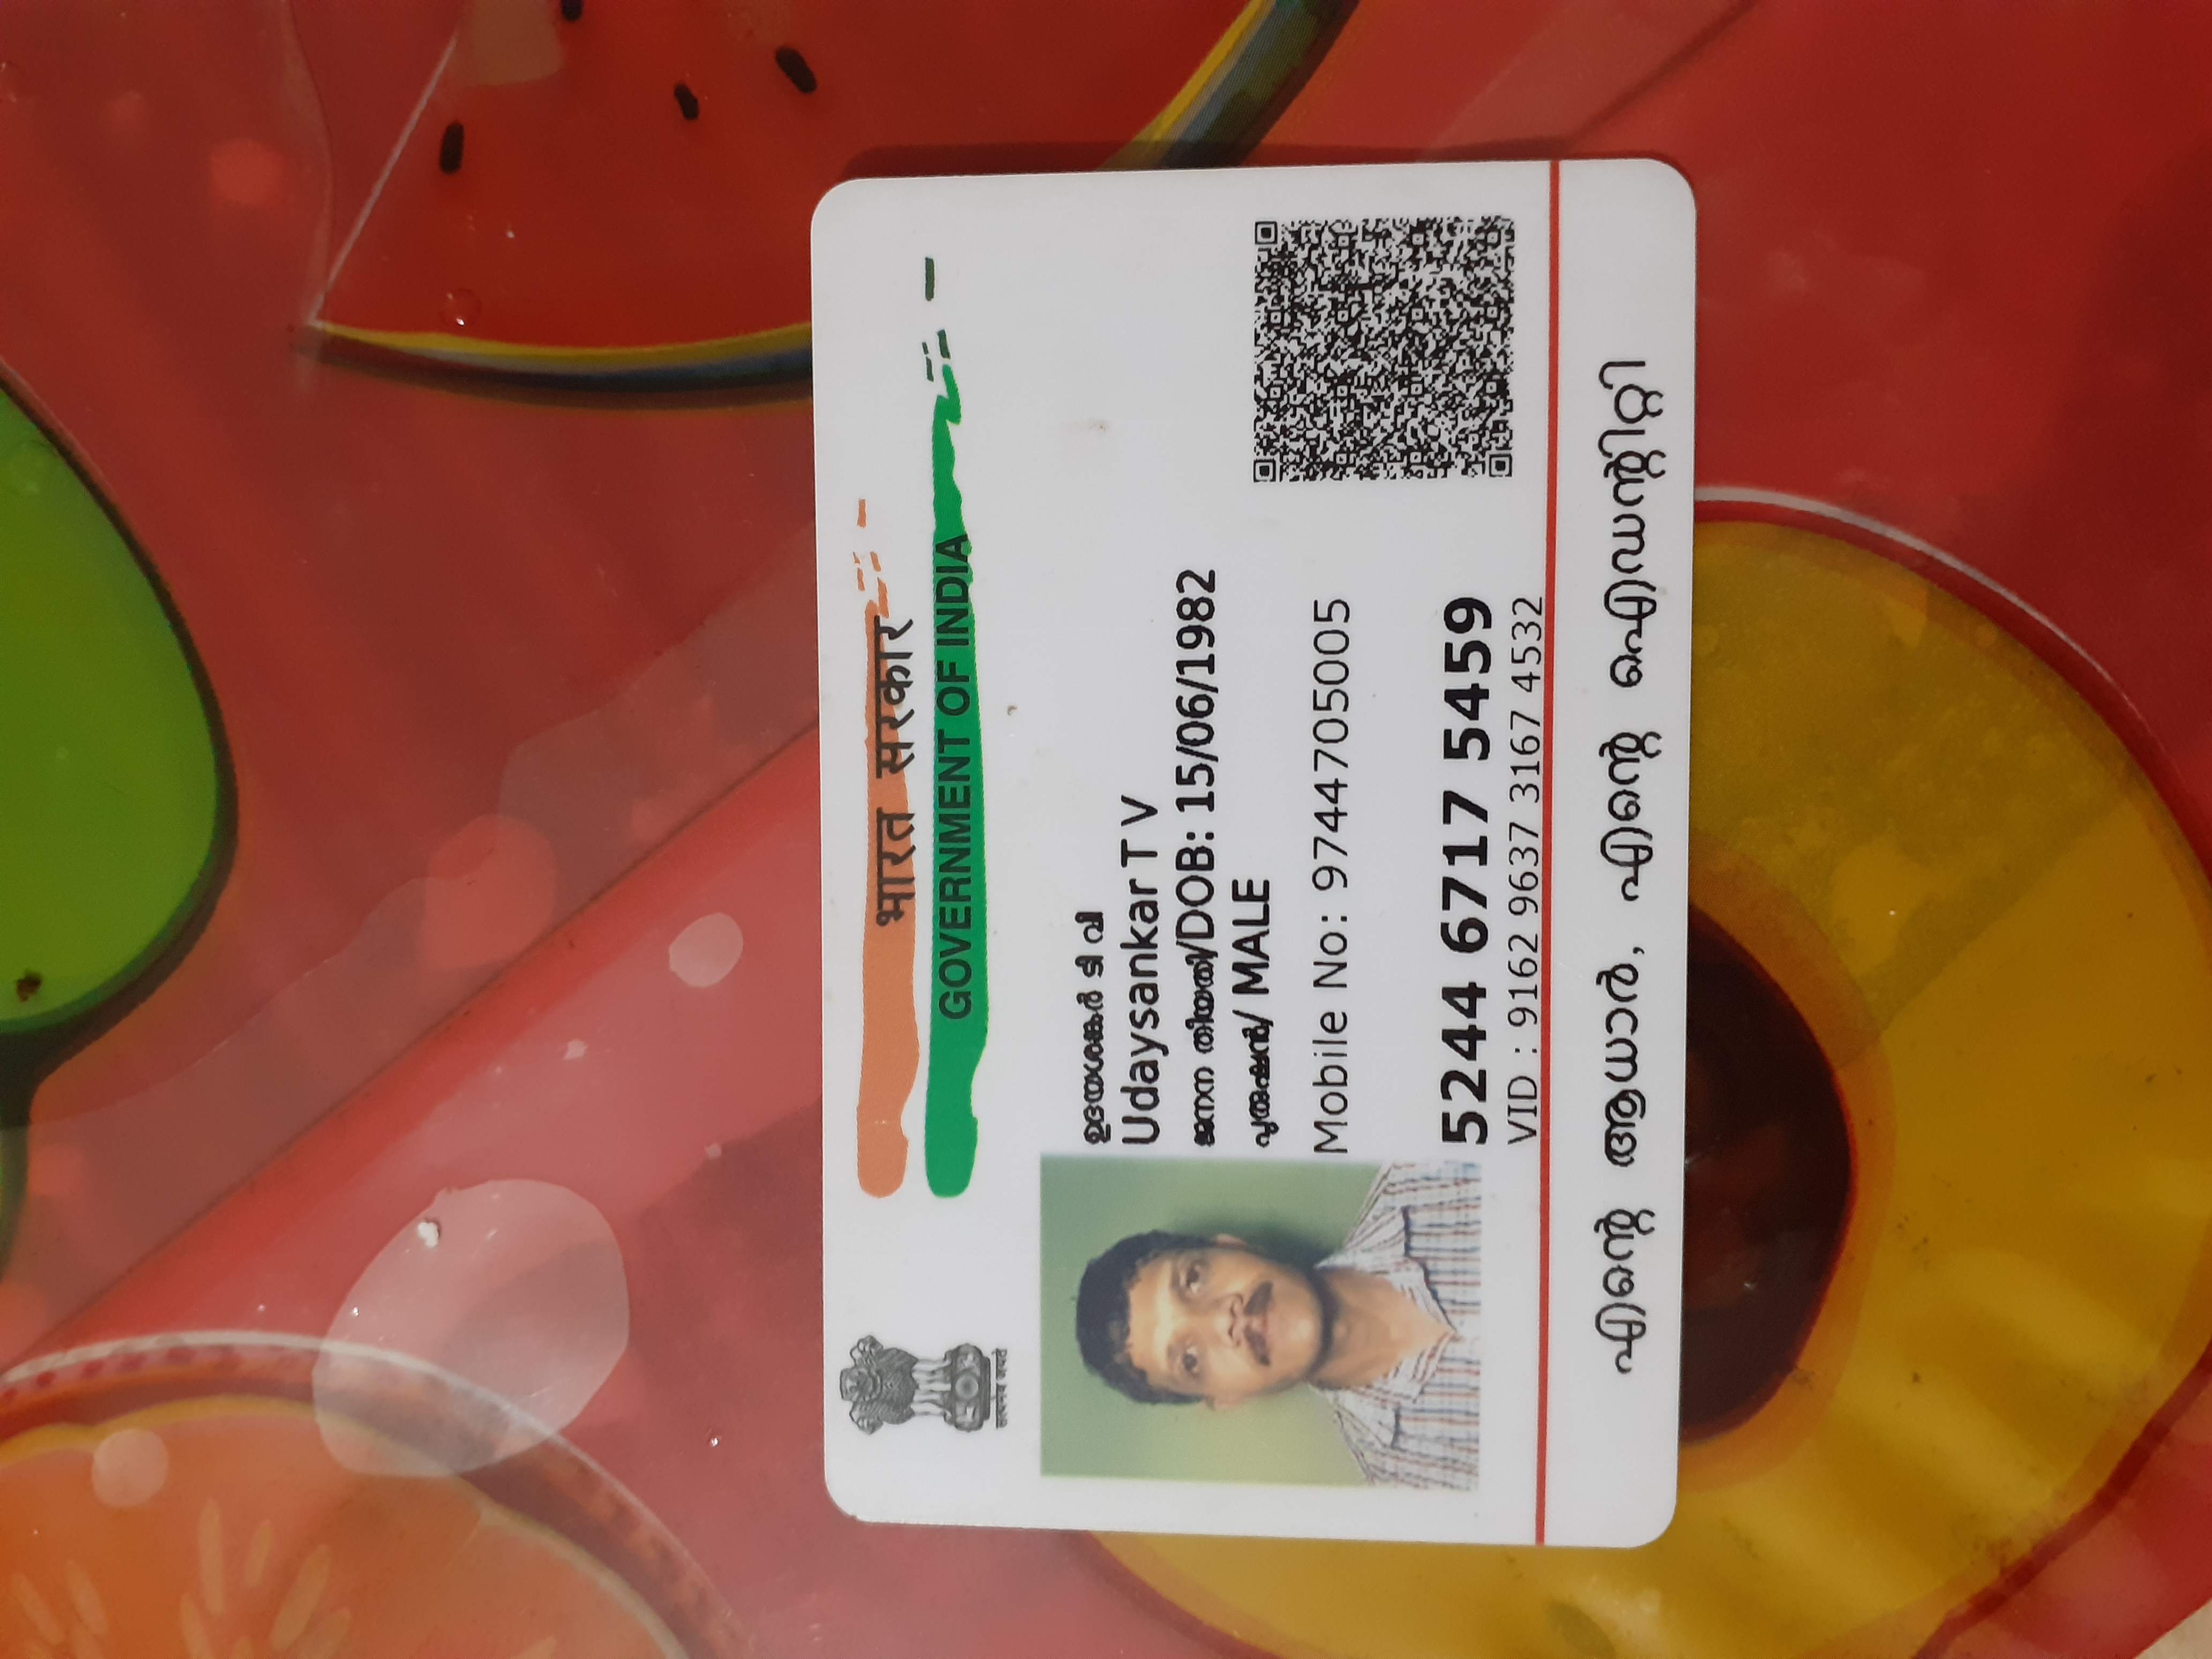 भारत सरकार
GOVERNMENT OF INDIA
सत्यमेव जयते
ഉദയശങ്കർ ടി വി
Udaysankar T V
ജനന തീയതി/DOB: 15/06/1982
പുരുഷൻ/ MALE
Mobile No: 9744705005
5244 6717 5459
VID : 9162 9637 3167 4532
എന്റെ ആധാർ, എന്റെ ഐഡന്റിറ്റി